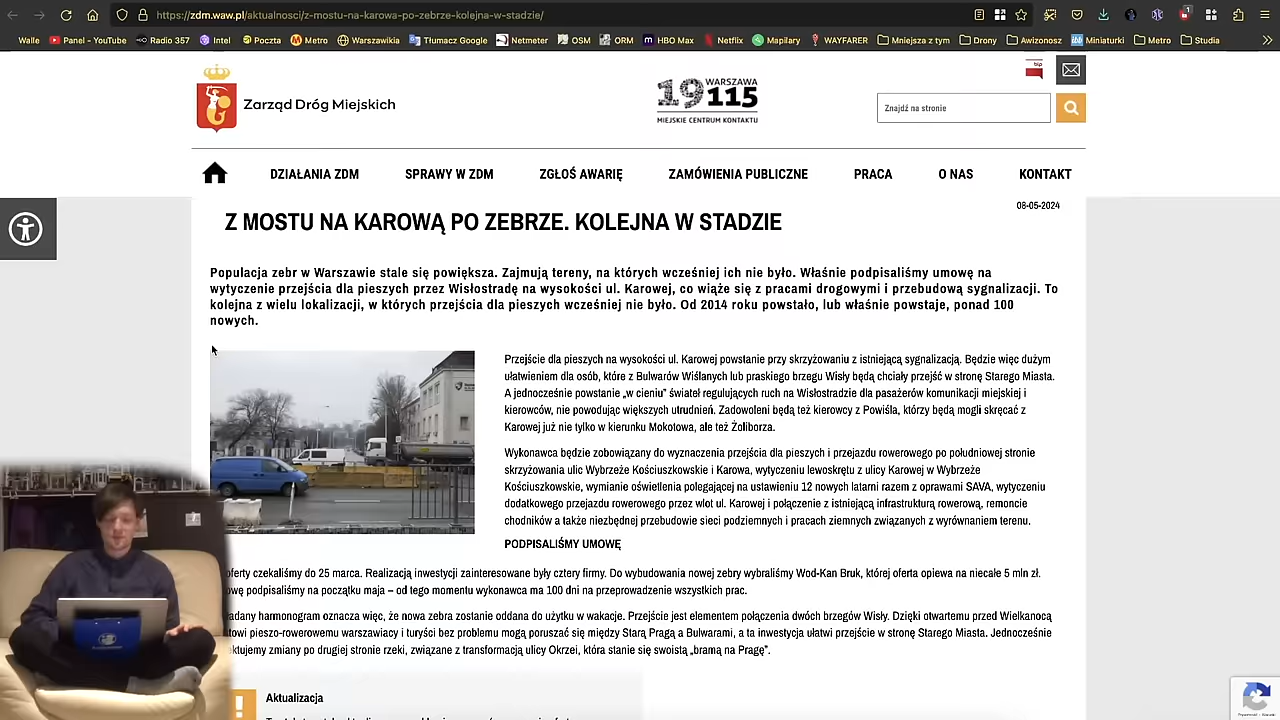 https://zdm.waw.pl/aktualnosci/z-mostu-na-karowa-po-zebrze-kolejna-w-stadzie/
Walle Panel - YouTube Radio 357 Intel Poczta Metro Warszawikia Tłumacz Google Netmeter OSM ORM HBO Max Netflix Mapilary WAYFARER Mniejsza z tym Drony Awizonosz Miniaturki Metro Studia
bip
Zarząd Dróg Miejskich
19115 WARSZAWA
MIEJSKIE CENTRUM KONTAKTU
Znajdź na stronie
DZIAŁANIA ZDM SPRAWY W ZDM ZGŁOŚ AWARIĘ ZAMÓWIENIA PUBLICZNE PRACA O NAS KONTAKT
08-05-2024
Z MOSTU NA KAROWĄ PO ZEBRZE. KOLEJNA W STADZIE
Populacja zebr w Warszawie stale się powiększa. Zajmują tereny, na których wcześniej ich nie było. Właśnie podpisaliśmy umowę na
wytyczenie przejścia dla pieszych przez Wisłostradę na wysokości ul. Karowej, co wiąże się z pracami drogowymi i przebudową sygnalizacji. To
kolejna z wielu lokalizacji, w których przejścia dla pieszych wcześniej nie było. Od 2014 roku powstało, lub właśnie powstaje, ponad 100
nowych.
Przejście dla pieszych na wysokości ul. Karowej powstanie przy skrzyżowaniu z istniejącą sygnalizacją. Będzie więc dużym
ułatwieniem dla osób, które z Bulwarów Wiślanych lub praskiego brzegu Wisły będą chciały przejść w stronę Starego Miasta.
A jednocześnie powstanie „w cieniu” świateł regulujących ruch na Wisłostradzie dla pasażerów komunikacji miejskiej i
kierowców, nie powodując większych utrudnień. Zadowoleni będą też kierowcy z Powiśla, którzy będą mogli skręcać z
Karowej już nie tylko w kierunku Mokotowa, ale też Żoliborza.
Wykonawca będzie zobowiązany do wyznaczenia przejścia dla pieszych i przejazdu rowerowego po południowej stronie
skrzyżowania ulic Wybrzeże Kościuszkowskie i Karowa, wytyczeniu lewoskrętu z ulicy Karowej w Wybrzeże
Kościuszkowskie, wymianie oświetlenia polegającej na ustawieniu 12 nowych latarni razem z oprawami SAVA, wytyczeniu
dodatkowego przejazdu rowerowego przez wlot ul. Karowej i połączenie z istniejącą infrastrukturą rowerową, remoncie
chodników a także niezbędnej przebudowie sieci podziemnych i pracach ziemnych związanych z wyrównaniem terenu.
PODPISALIŚMY UMOWĘ
oferty czekaliśmy do 25 marca. Realizacją inwestycji zainteresowane były cztery firmy. Do wybudowania nowej zebry wybraliśmy Wod-Kan Bruk, której oferta opiewa na niecałe 5 mln zł.
podpisaliśmy na początku maja – od tego momentu wykonawca ma 100 dni na przeprowadzenie wszystkich prac.
harmonogram oznacza więc, że nowa zebra zostanie oddana do użytku w wakacje. Przejście jest elementem połączenia dwóch brzegów Wisły. Dzięki otwartemu przed Wielkanocą
pieszo-rowerowemu warszawiacy i turyści bez problemu mogą poruszać się między Starą Pragą a Bulwarami, a ta inwestycja ułatwi przejście w stronę Starego Miasta. Jednocześnie
zmiany po drugiej stronie rzeki, związane z transformacją ulicy Okrzei, która stanie się swoistą „bramą na Pragę”.
Aktualizacja